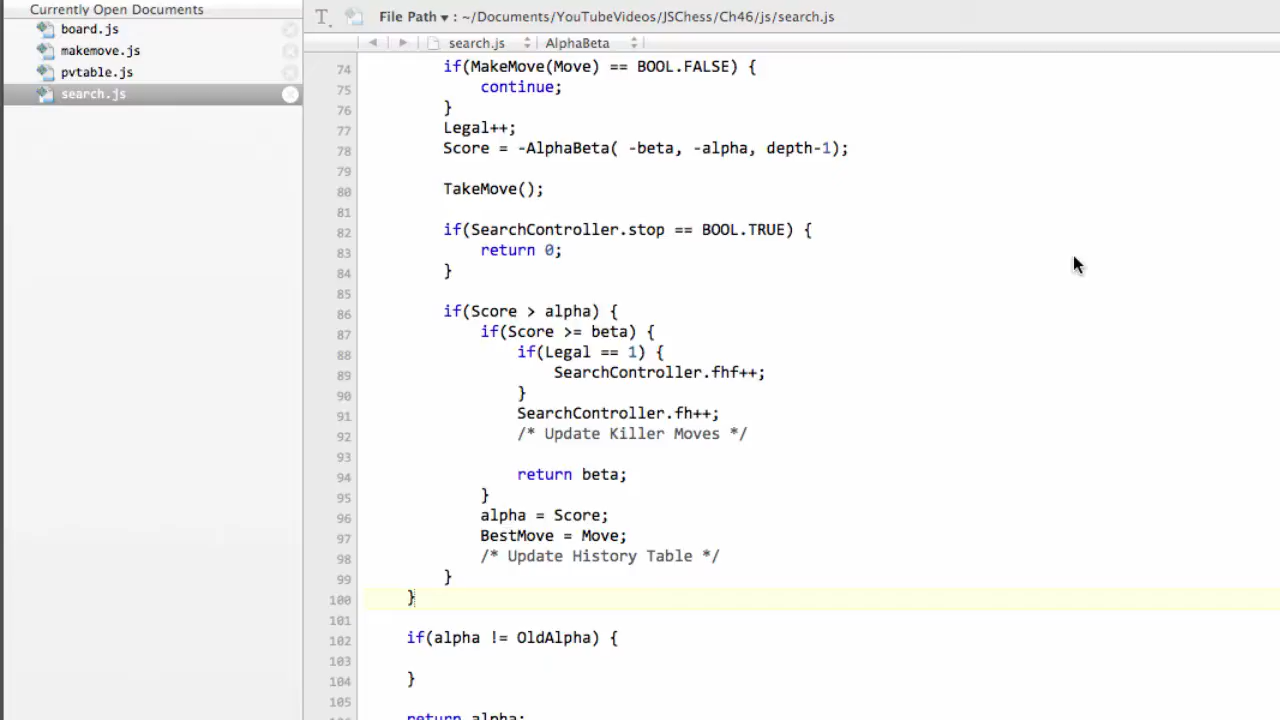 Currently Open Documents
board.js
makemove.js
pvtable.js
search.js
File Path ▾ : ~/Documents/YouTubeVideos/JSChess/Ch46/js/search.js
search.js AlphaBeta
74 if(MakeMove(Move) == BOOL.FALSE) {
75 continue;
76 }
77 Legal++;
78 Score = -AlphaBeta( -beta, -alpha, depth-1);
79
80 TakeMove();
81
82 if(SearchController.stop == BOOL.TRUE) {
83 return 0;
84 }
85
86 if(Score > alpha) {
87 if(Score >= beta) {
88 if(Legal == 1) {
89 SearchController.fhf++;
90 }
91 SearchController.fh++;
92 /* Update Killer Moves */
93
94 return beta;
95 }
96 alpha = Score;
97 BestMove = Move;
98 /* Update History Table */
99 }
100 }
101
102 if(alpha != OldAlpha) {
103
104 }
105
return alpha;